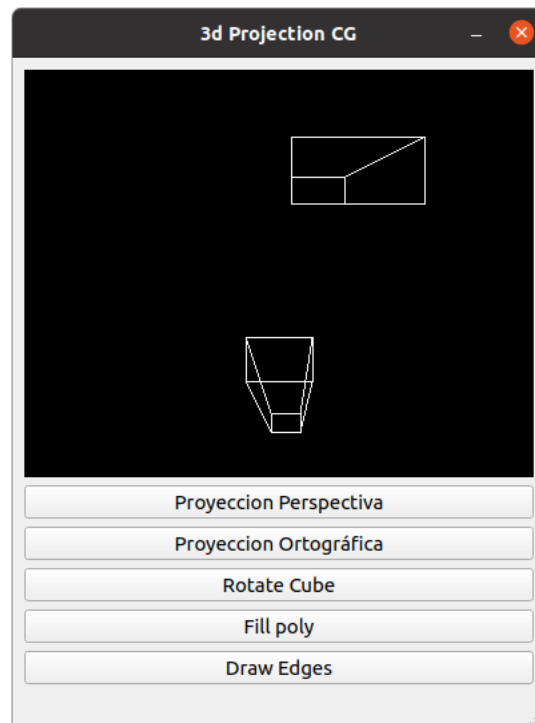 3d Projection CG
Proyeccion Perspectiva
Proyeccion Ortográfica
Rotate Cube
Fill poly
Draw Edges